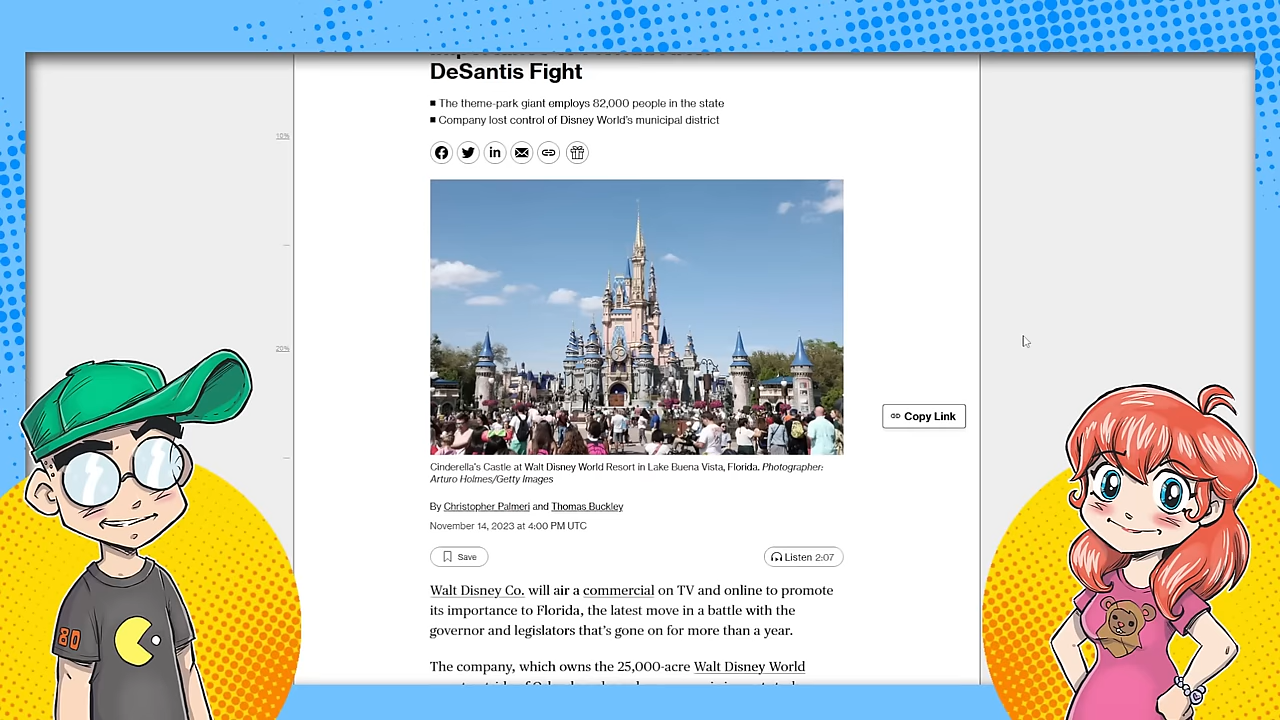 DeSantis Fight
■ The theme-park giant employs 82,000 people in the state
■ Company lost control of Disney World's municipal district
10%
20%
Copy Link
Cinderella's Castle at Walt Disney World Resort in Lake Buena Vista, Florida. Photographer:
Arturo Holmes/Getty Images
By Christopher Palmeri and Thomas Buckley
November 14, 2023 at 4:00 PM UTC
Save
Listen 2:07
Walt Disney Co. will air a commercial on TV and online to promote
its importance to Florida, the latest move in a battle with the
governor and legislators that's gone on for more than a year.
The company, which owns the 25,000-acre Walt Disney World
80